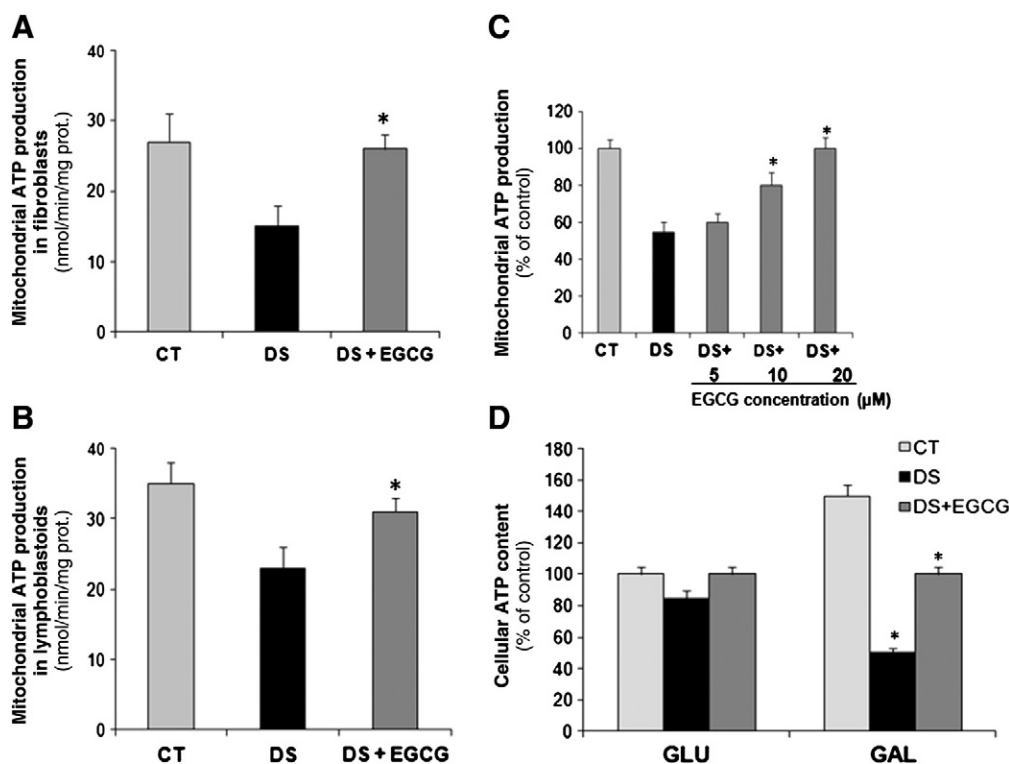 A
Mitochondrial ATP production
in fibroblasts
(nmol/min/mg prot.)
40
30
20
10
0
*
CT DS DS + EGCG
B
Mitochondrial ATP production
in lymphoblastoids
(nmol/min/mg prot.)
40
30
20
10
0
*
CT DS DS + EGCG
C
Mitochondrial ATP production
(% of control)
120
100
80
60
40
20
0
* *
CT DS DS+ DS+ DS+
5 10 20
EGCG concentration (µM)
D
Cellular ATP content
(% of control)
180
160
140
120
100
80
60
40
20
0
CT
DS
DS+EGCG
* *
GLU GAL